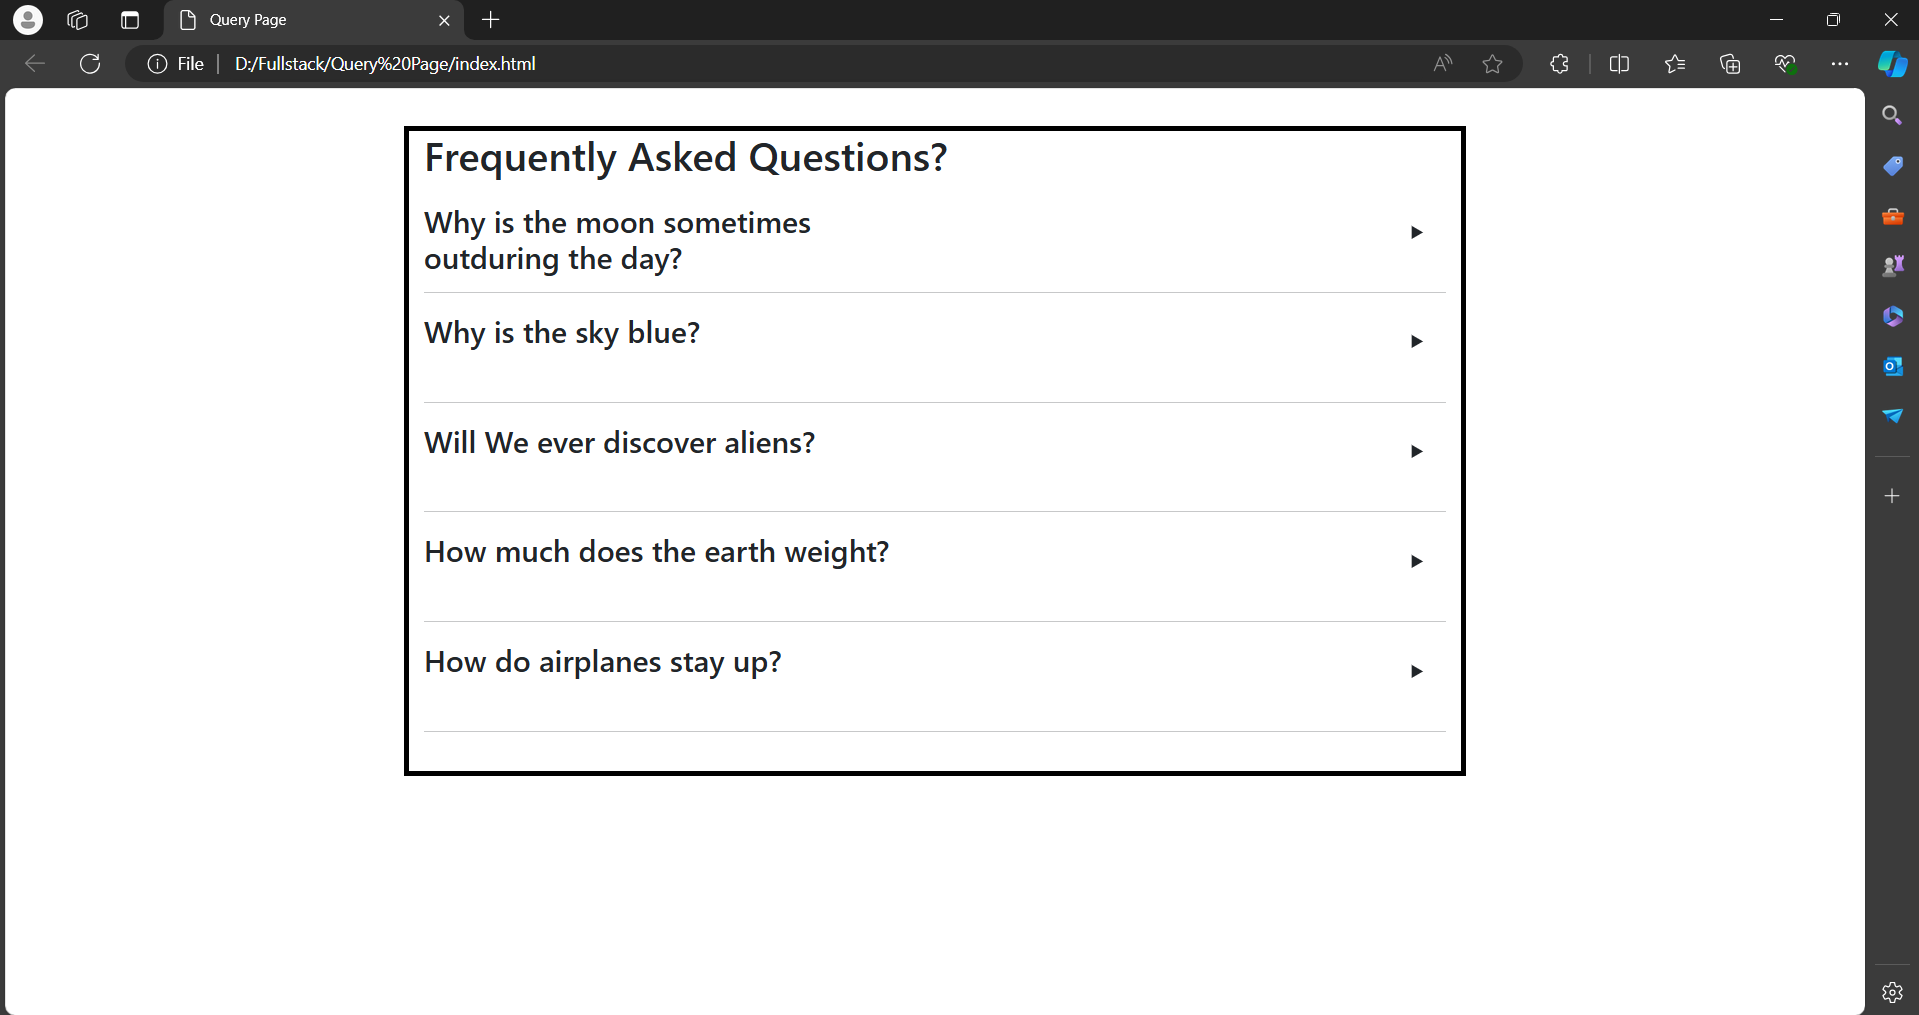 Query Page
File
D:/Fullstack/Query%20Page/index.html
Frequently Asked Questions?
Why is the moon sometimes
outduring the day?
Why is the sky blue?
Will We ever discover aliens?
How much does the earth weight?
How do airplanes stay up?